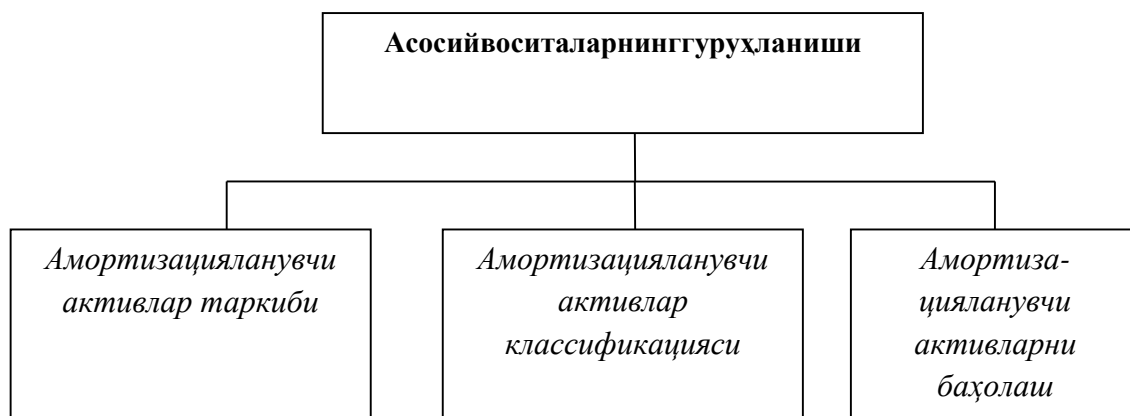 Асосийвоситаларнинггуруҳланиши
Амортизацияланувчи
активлар таркиби
Амортизацияланувчи
активлар
классификацияси
Амортиза-
цияланувчи
активларни
баҳолаш